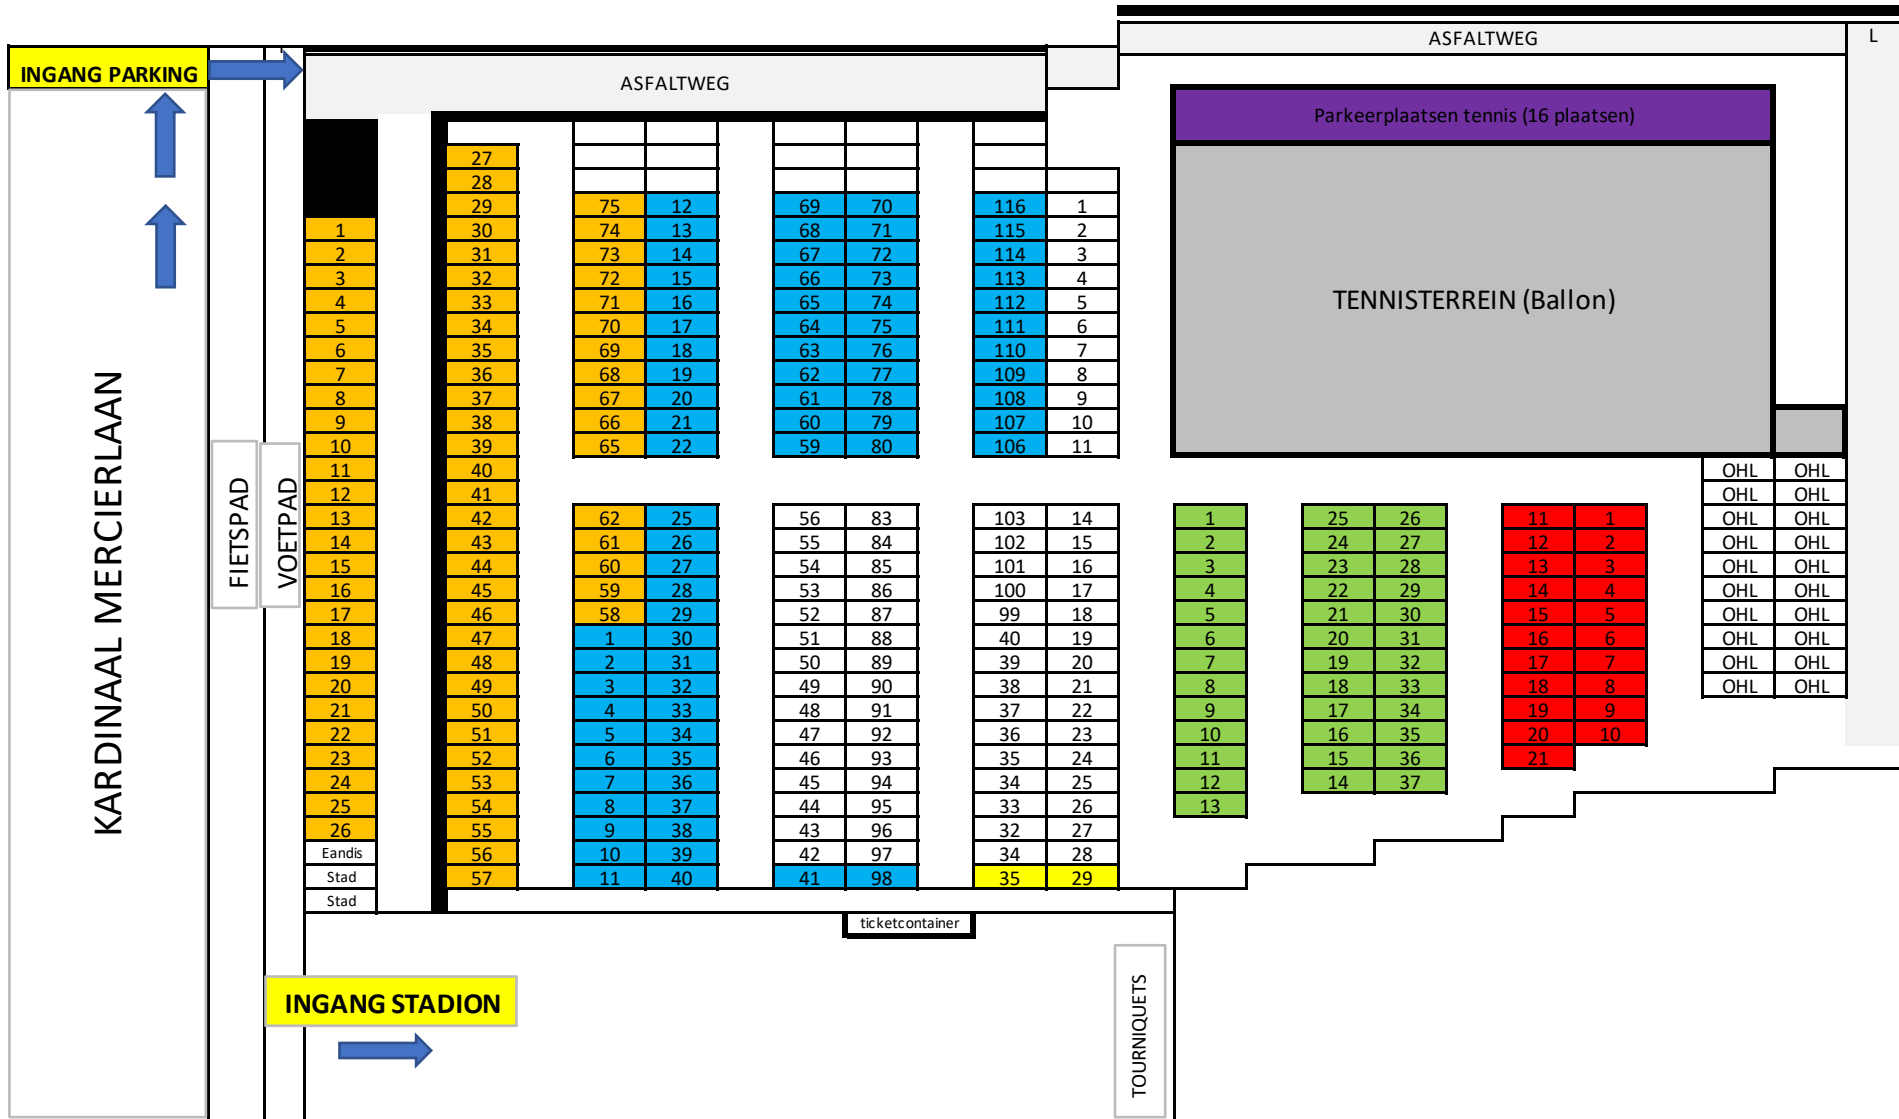 ASFALTWEG L
INGANG PARKING
ASFALTWEG
Parkeerplaatsen tennis (16 plaatsen)
27
28
29 75 12 69 70 116 1
1 30 74 13 68 71 115 2
2 31 73 14 67 72 114 3
3 32 72 15 66 73 113 4
4 33 71 16 65 74 112 5 TENNISTERREIN (Ballon)
5 34 70 17 64 75 111 6
6 35 69 18 63 76 110 7
7 36 68 19 62 77 109 8
8 37 67 20 61 78 108 9
9 38 66 21 60 79 107 10
10 39 65 22 59 80 106 11
11 40 OHL OHL
12 41 OHL OHL
13 42 62 25 56 83 103 14 1 25 26 11 1 OHL OHL
14 43 61 26 55 84 102 15 2 24 27 12 2 OHL OHL
15 44 60 27 54 85 101 16 3 23 28 13 3 OHL OHL
16 45 59 28 53 86 100 17 4 22 29 14 4 OHL OHL
17 46 58 29 52 87 99 18 5 21 30 15 5 OHL OHL
18 47 1 30 51 88 40 19 6 20 31 16 6 OHL OHL
19 48 2 31 50 89 39 20 7 19 32 17 7 OHL OHL
20 49 3 32 49 90 38 21 8 18 33 18 8 OHL OHL
21 50 4 33 48 91 37 22 9 17 34 19 9
22 51 5 34 47 92 36 23 10 16 35 20 10
23 52 6 35 46 93 35 24 11 15 36 21
24 53 7 36 45 94 34 25 12 14 37
25 54 8 37 44 95 33 26 13
26 55 9 38 43 96 32 27
Eandis 56 10 39 42 97 34 28
Stad 57 11 40 41 98 35 29
Stad
KARDINAAL MERCIERLAAN
FIETSPAD
VOETPAD
ticketcontainer
INGANG STADION
TOURNIQUETS